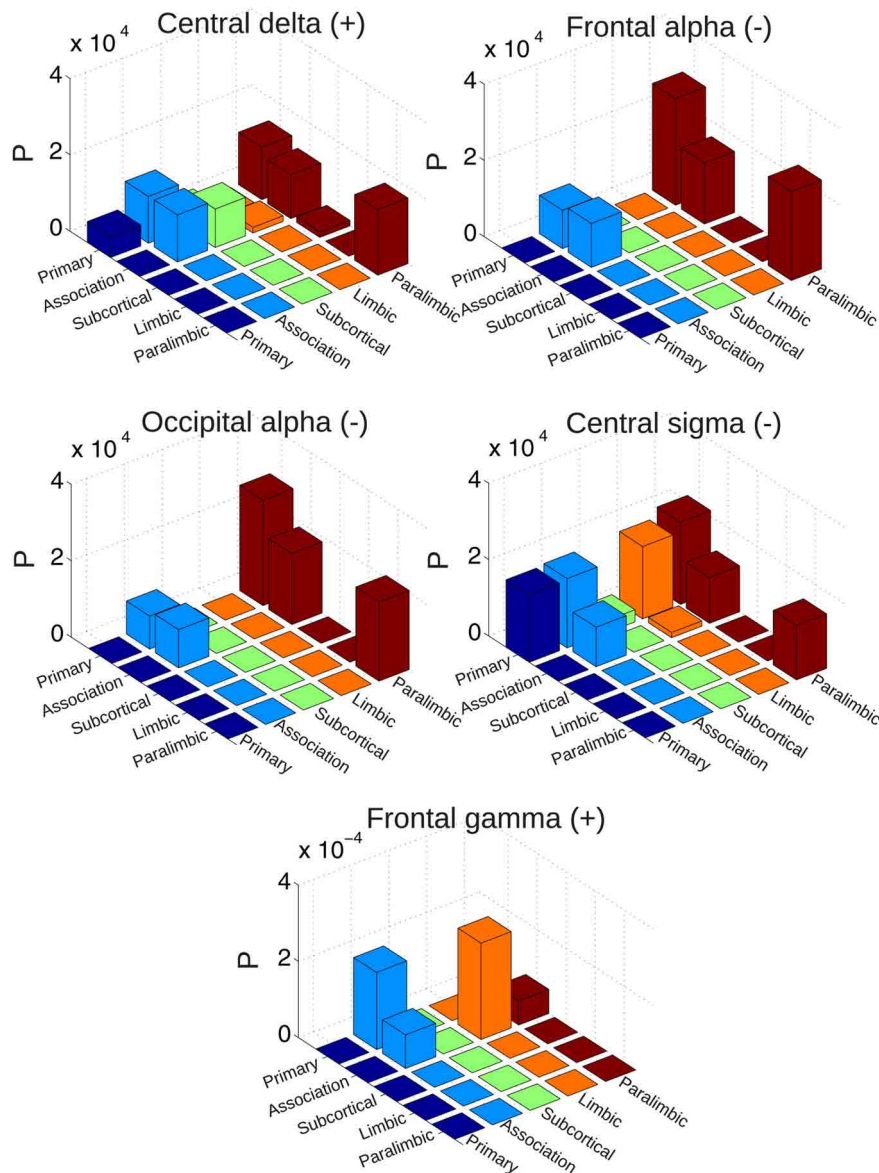 Central delta (+)
x 10 4
4
2
0
P
Primary
Association
Subcortical
Limbic
Paralimbic
Primary
Association
Subcortical
Limbic
Paralimbic
Frontal alpha (-)
x 10 4
4
2
0
P
Primary
Association
Subcortical
Limbic
Paralimbic
Primary
Association
Subcortical
Limbic
Paralimbic
Occipital alpha (-)
x 10 4
4
2
0
P
Primary
Association
Subcortical
Limbic
Paralimbic
Primary
Association
Subcortical
Limbic
Paralimbic
Central sigma (-)
x 10 4
4
2
0
P
Primary
Association
Subcortical
Limbic
Paralimbic
Primary
Association
Subcortical
Limbic
Paralimbic
Frontal gamma (+)
x 10 −4
4
2
0
P
Primary
Association
Subcortical
Limbic
Paralimbic
Primary
Association
Subcortical
Limbic
Paralimbic